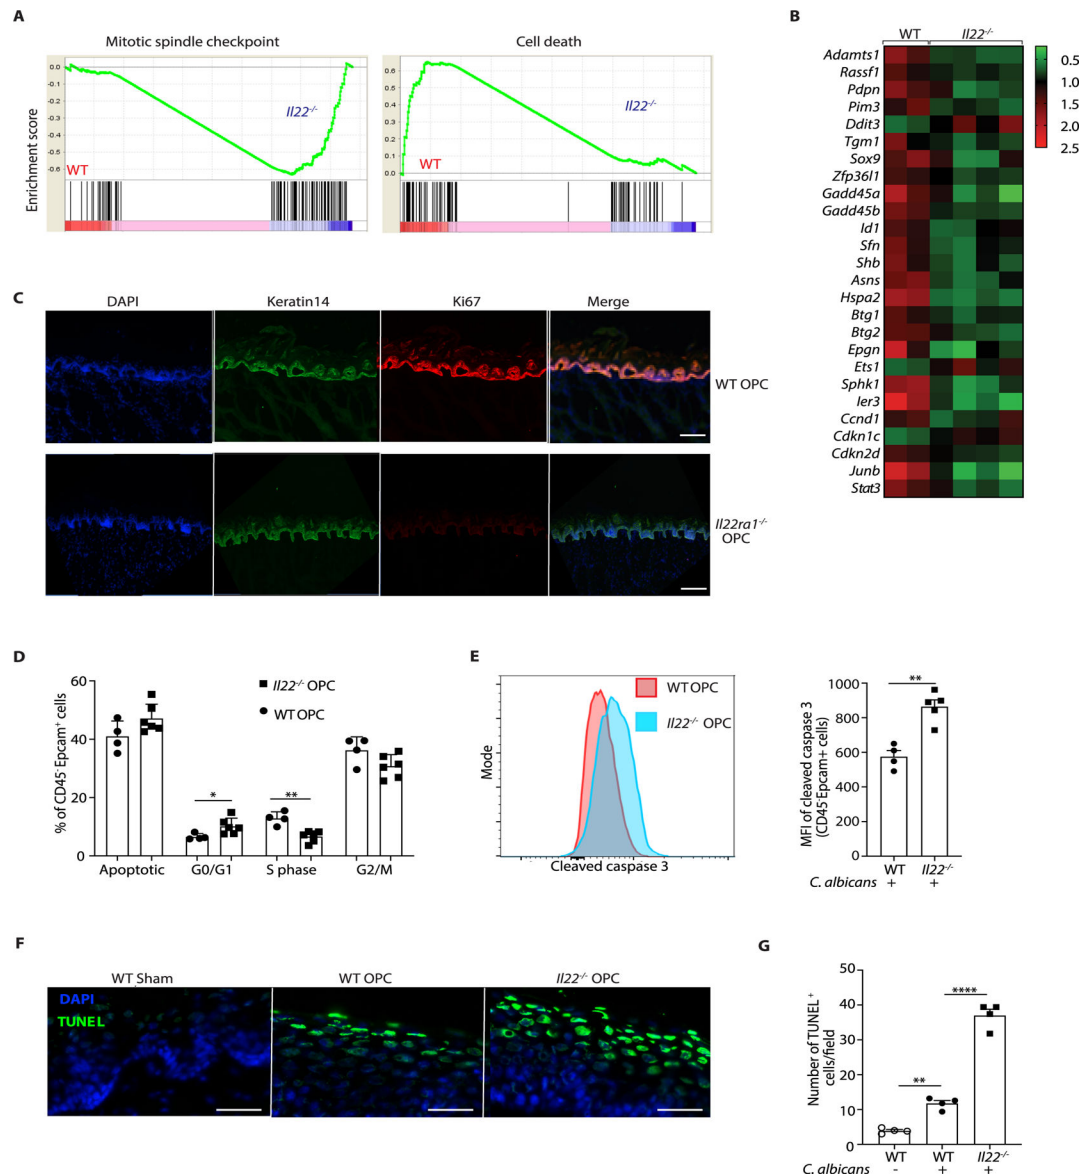 A
Mitotic spindle checkpoint
Cell death
Enrichment score
0.0
-0.1
-0.2
-0.3
-0.4
-0.5
-0.6
WT
Il22-/-
0.6
0.5
0.4
0.3
0.2
0.1
0.0
WT
Il22-/-
B
WT
Il22-/-
Adamts1
Rassf1
Pdpn
Pim3
Ddit3
Tgm1
Sox9
Zfp36l1
Gadd45a
Gadd45b
Id1
Sfn
Shb
Asns
Hspa2
Btg1
Btg2
Epgn
Ets1
Sphk1
Ier3
Ccnd1
Cdkn1c
Cdkn2d
Junb
Stat3
0.5
1.0
1.5
2.0
2.5
C
DAPI
Keratin14
Ki67
Merge
WT OPC
Il22ra1-/-
OPC
D
% of CD45-Epcam+ cells
60
40
20
0
Il22-/- OPC
WT OPC
*
**
Apoptotic
G0/G1
S phase
G2/M
E
Mode
WT OPC
Il22-/- OPC
Cleaved caspase 3
MFI of cleaved caspase 3
(CD45-Epcam+ cells)
1000
800
600
400
200
0
**
WT
Il22-/-
C. albicans + +
F
WT Sham
WT OPC
Il22-/- OPC
DAPI
TUNEL
G
Number of TUNEL +
cells/field
50
40
30
20
10
0
**
****
WT
WT
Il22-/-
C. albicans - + +